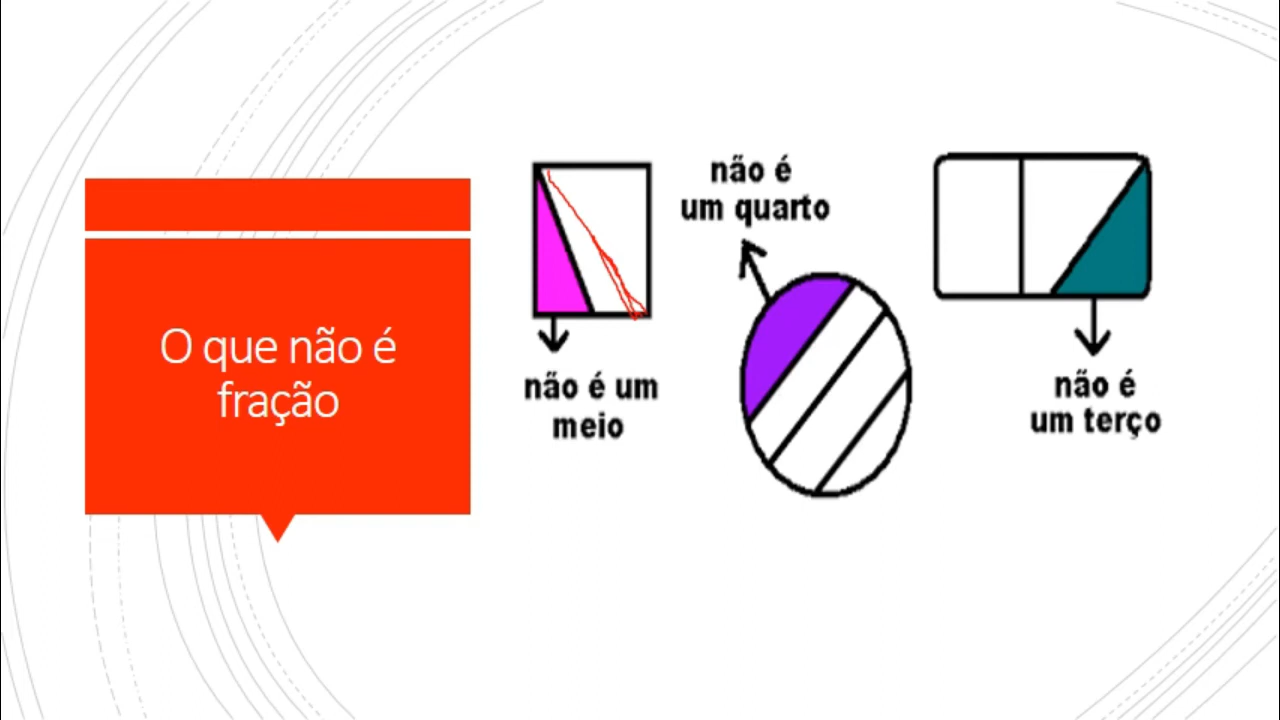 O que não é
fração
não é um
meio
não é
um quarto
não é
um terço